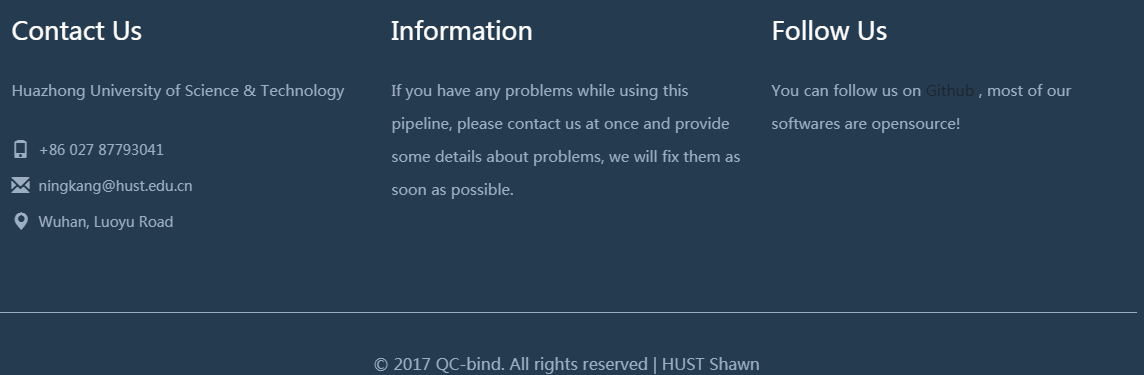 Contact Us
Huazhong University of Science & Technology
+86 027 87793041
ningkang@hust.edu.cn
Wuhan, Luoyu Road
Information
If you have any problems while using this
pipeline, please contact us at once and provide
some details about problems, we will fix them as
soon as possible.
Follow Us
You can follow us on Github , most of our
softwares are opensource!
© 2017 QC-bind. All rights reserved | HUST Shawn